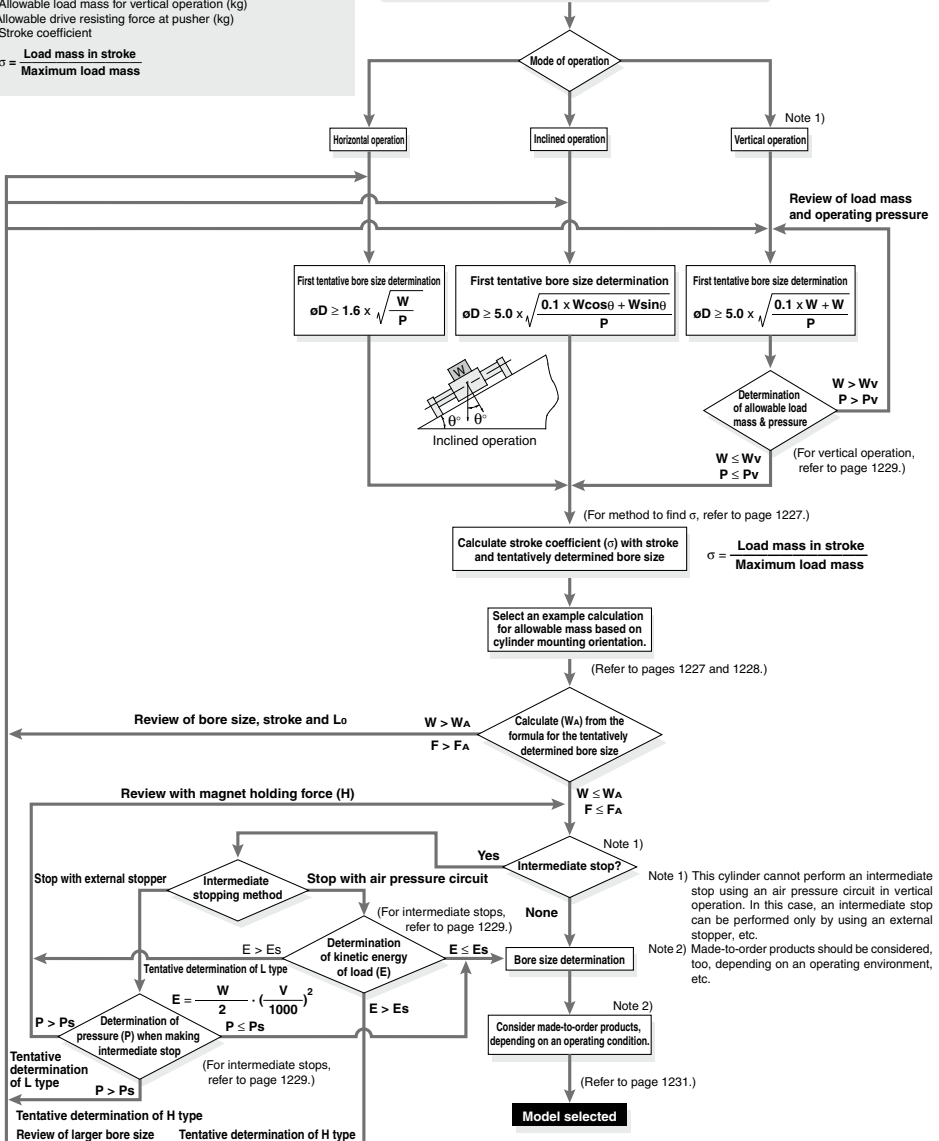 Allowable load mass for vertical operation (kg)
Allowable drive resisting force at pusher (kg)
Stroke coefficient
σ = Load mass in stroke / Maximum load mass
Mode of operation
Note 1)
Horizontal operation
Inclined operation
Vertical operation
Review of load mass
and operating pressure
First tentative bore size determination
øD ≥ 1.6 x √ W / P
First tentative bore size determination
øD ≥ 5.0 x √ 0.1 x Wcosθ + Wsinθ / P
First tentative bore size determination
øD ≥ 5.0 x √ 0.1 x W + W / P
W
θ° θ°
Inclined operation
Determination
of allowable load
mass & pressure
W > Wv
P > Pv
W ≤ Wv
P ≤ Pv
(For vertical operation,
refer to page 1229.)
(For method to find σ, refer to page 1227.)
Calculate stroke coefficient (σ) with stroke
and tentatively determined bore size
σ = Load mass in stroke / Maximum load mass
Select an example calculation
for allowable mass based on
cylinder mounting orientation.
(Refer to pages 1227 and 1228.)
Review of bore size, stroke and L0
W > WA
F > FA
Calculate (WA) from the
formula for the tentatively
determined bore size
Review with magnet holding force (H)
W ≤ WA
F ≤ FA
Note 1)
Yes
Intermediate stop?
None
Stop with external stopper
Intermediate
stopping method
Stop with air pressure circuit
(For intermediate stops,
refer to page 1229.)
Note 1) This cylinder cannot perform an intermediate
stop using an air pressure circuit in vertical
operation. In this case, an intermediate stop
can be performed only by using an external
stopper, etc.
Note 2) Made-to-order products should be considered,
too, depending on an operating environment,
etc.
E > Es
Tentative determination of L type
Determination
of kinetic energy
of load (E)
E ≤ Es
Bore size determination
E = W / 2 · (V / 1000)²
E > Es
P > Ps
Determination of
pressure (P) when making
intermediate stop
P ≤ Ps
Note 2)
Consider made-to-order products,
depending on an operating condition.
Tentative
determination
of L type
P > Ps
(For intermediate stops,
refer to page 1229.)
(Refer to page 1231.)
Model selected
Tentative determination of H type
Review of larger bore size
Tentative determination of H type